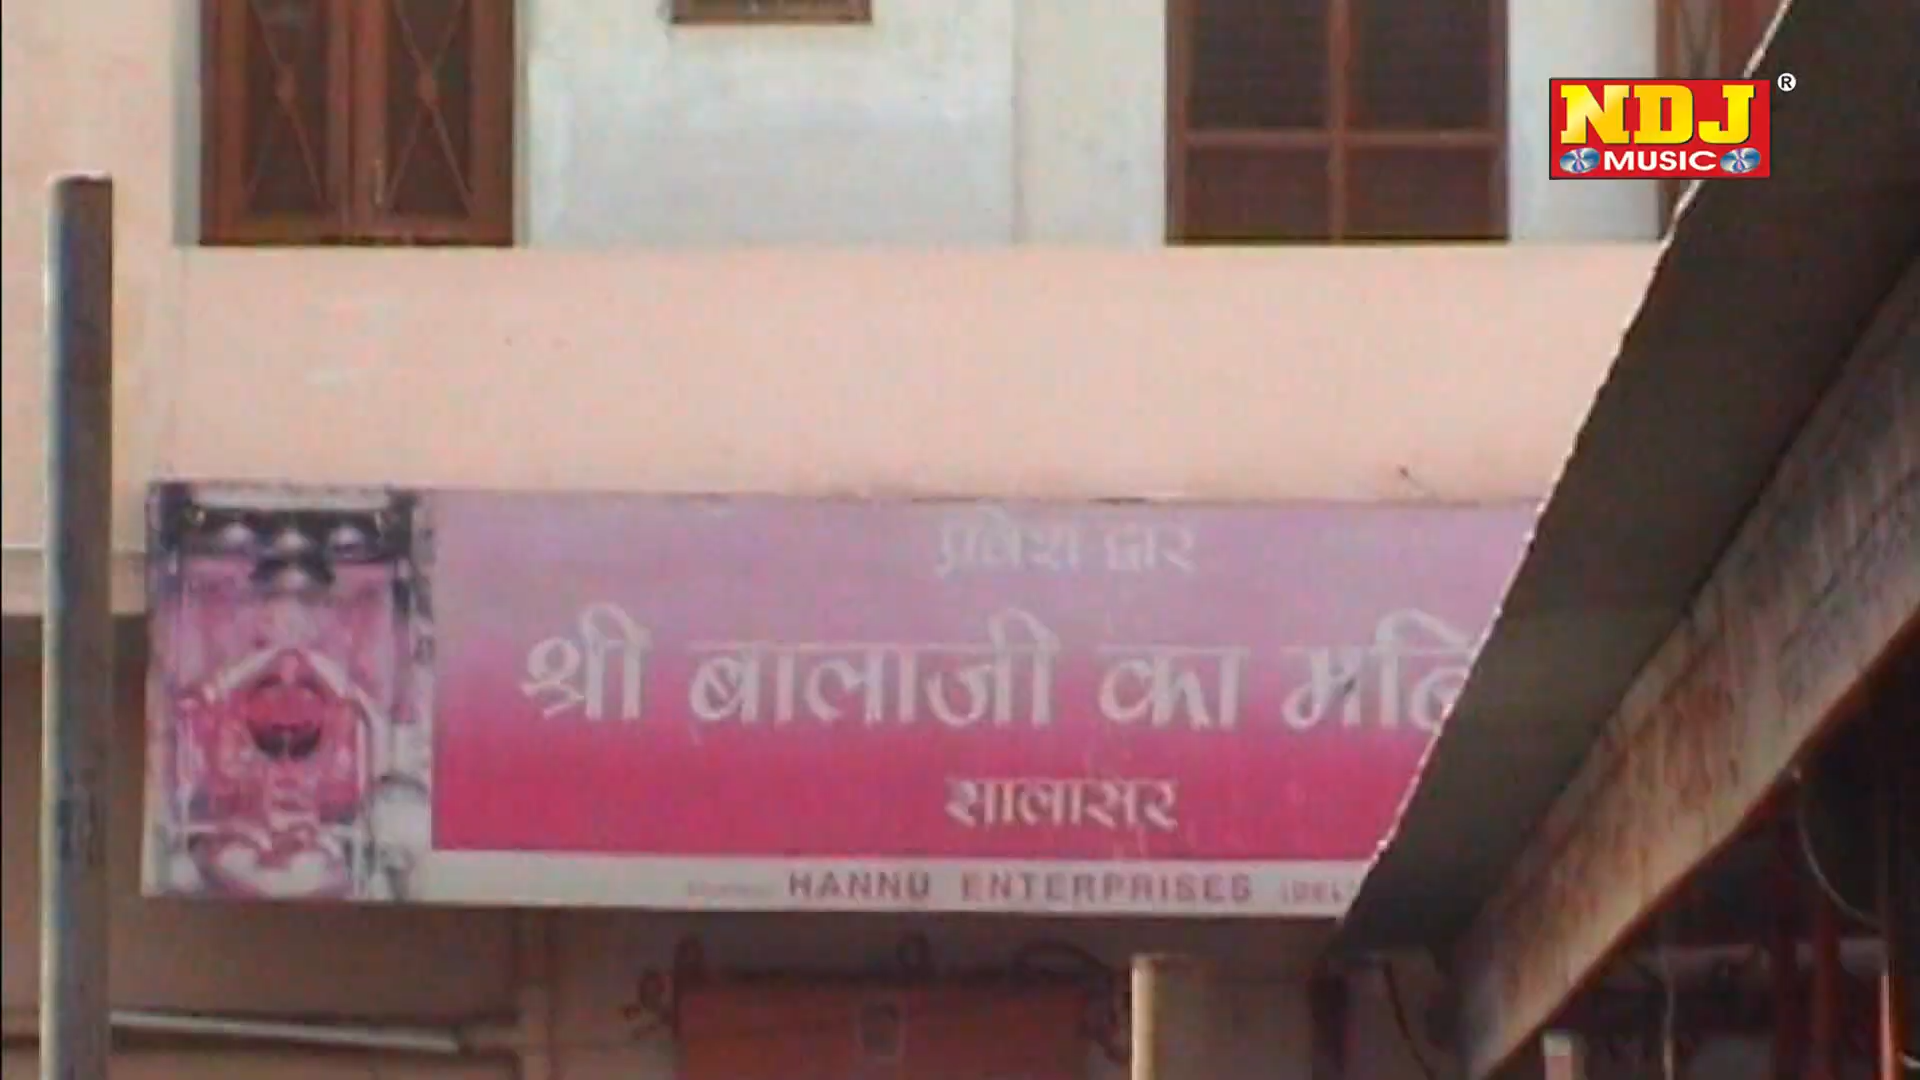 NDJ
MUSIC
®
प्रवेश द्वार
श्री बालाजी का
सालासर
HANNU ENTERPRISES